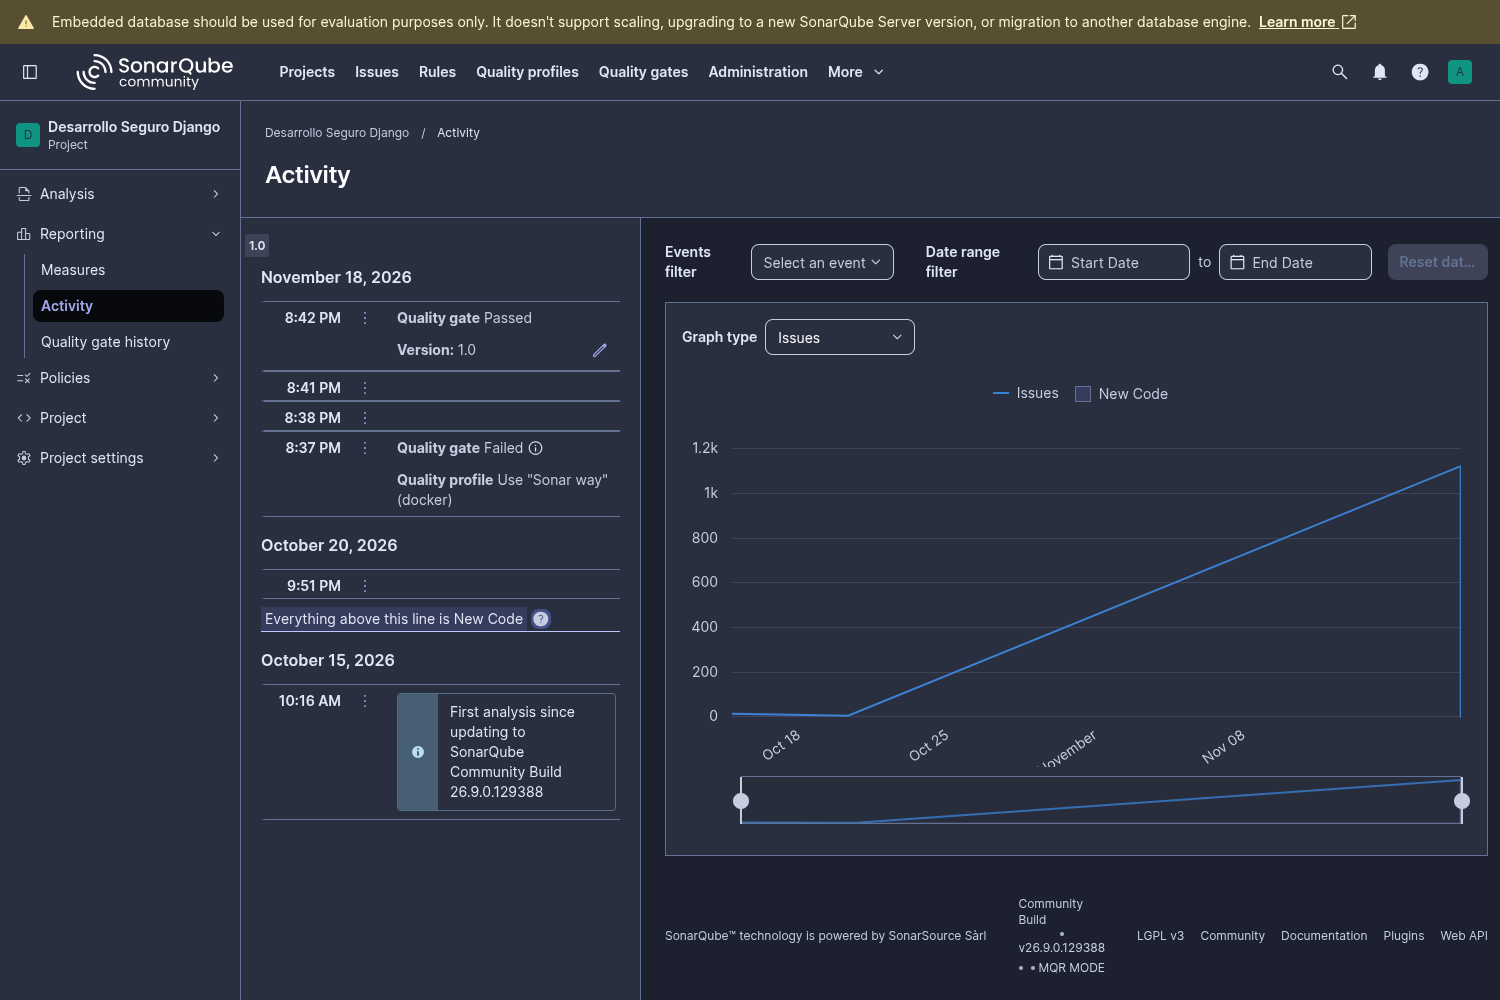 Embedded database should be used for evaluation purposes only. It doesn't support scaling, upgrading to a new SonarQube Server version, or migration to another database engine. Learn more
SonarQube community
Projects Issues Rules Quality profiles Quality gates Administration More
A
D
Desarrollo Seguro Django
Project
Analysis
Reporting
Measures
Activity
Quality gate history
Policies
Project
Project settings
Desarrollo Seguro Django / Activity
Activity
1.0
November 18, 2026
8:42 PM Quality gate Passed
Version: 1.0
8:41 PM
8:38 PM
8:37 PM Quality gate Failed
Quality profile Use "Sonar way"
(docker)
October 20, 2026
9:51 PM
Everything above this line is New Code ?
October 15, 2026
10:16 AM
First analysis since
updating to
SonarQube
Community Build
26.9.0.129388
Events
filter
Select an event
Date range
filter
Start Date to End Date
Reset dat...
Graph type Issues
Issues New Code
1.2k
1k
800
600
400
200
0
Oct 18 Oct 25 November Nov 08
SonarQube™ technology is powered by SonarSource Sàrl
Community
Build
•
v26.9.0.129388
• • MQR MODE
LGPL v3 Community Documentation Plugins Web API